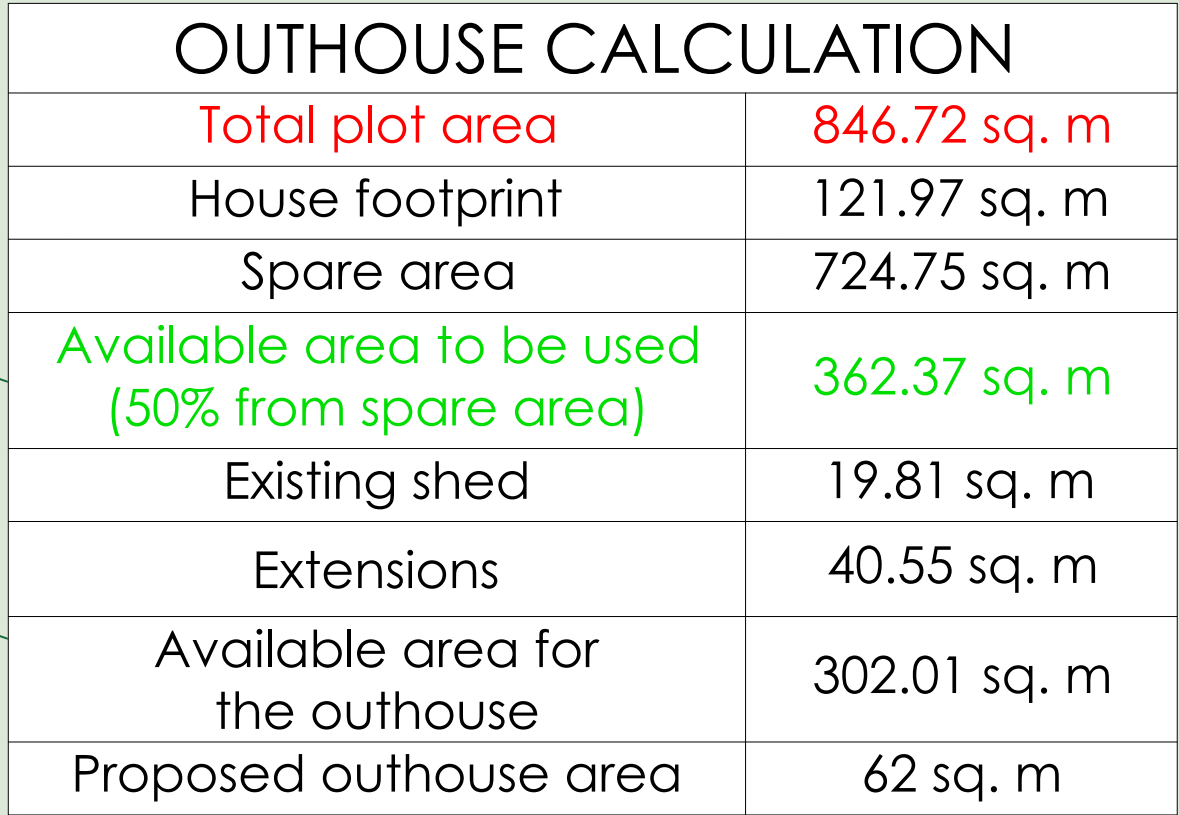 OUTHOUSE CALCULATION
Total plot area 846.72 sq. m
House footprint 121.97 sq. m
Spare area 724.75 sq. m
Available area to be used
(50% from spare area) 362.37 sq. m
Existing shed 19.81 sq. m
Extensions 40.55 sq. m
Available area for
the outhouse 302.01 sq. m
Proposed outhouse area 62 sq. m